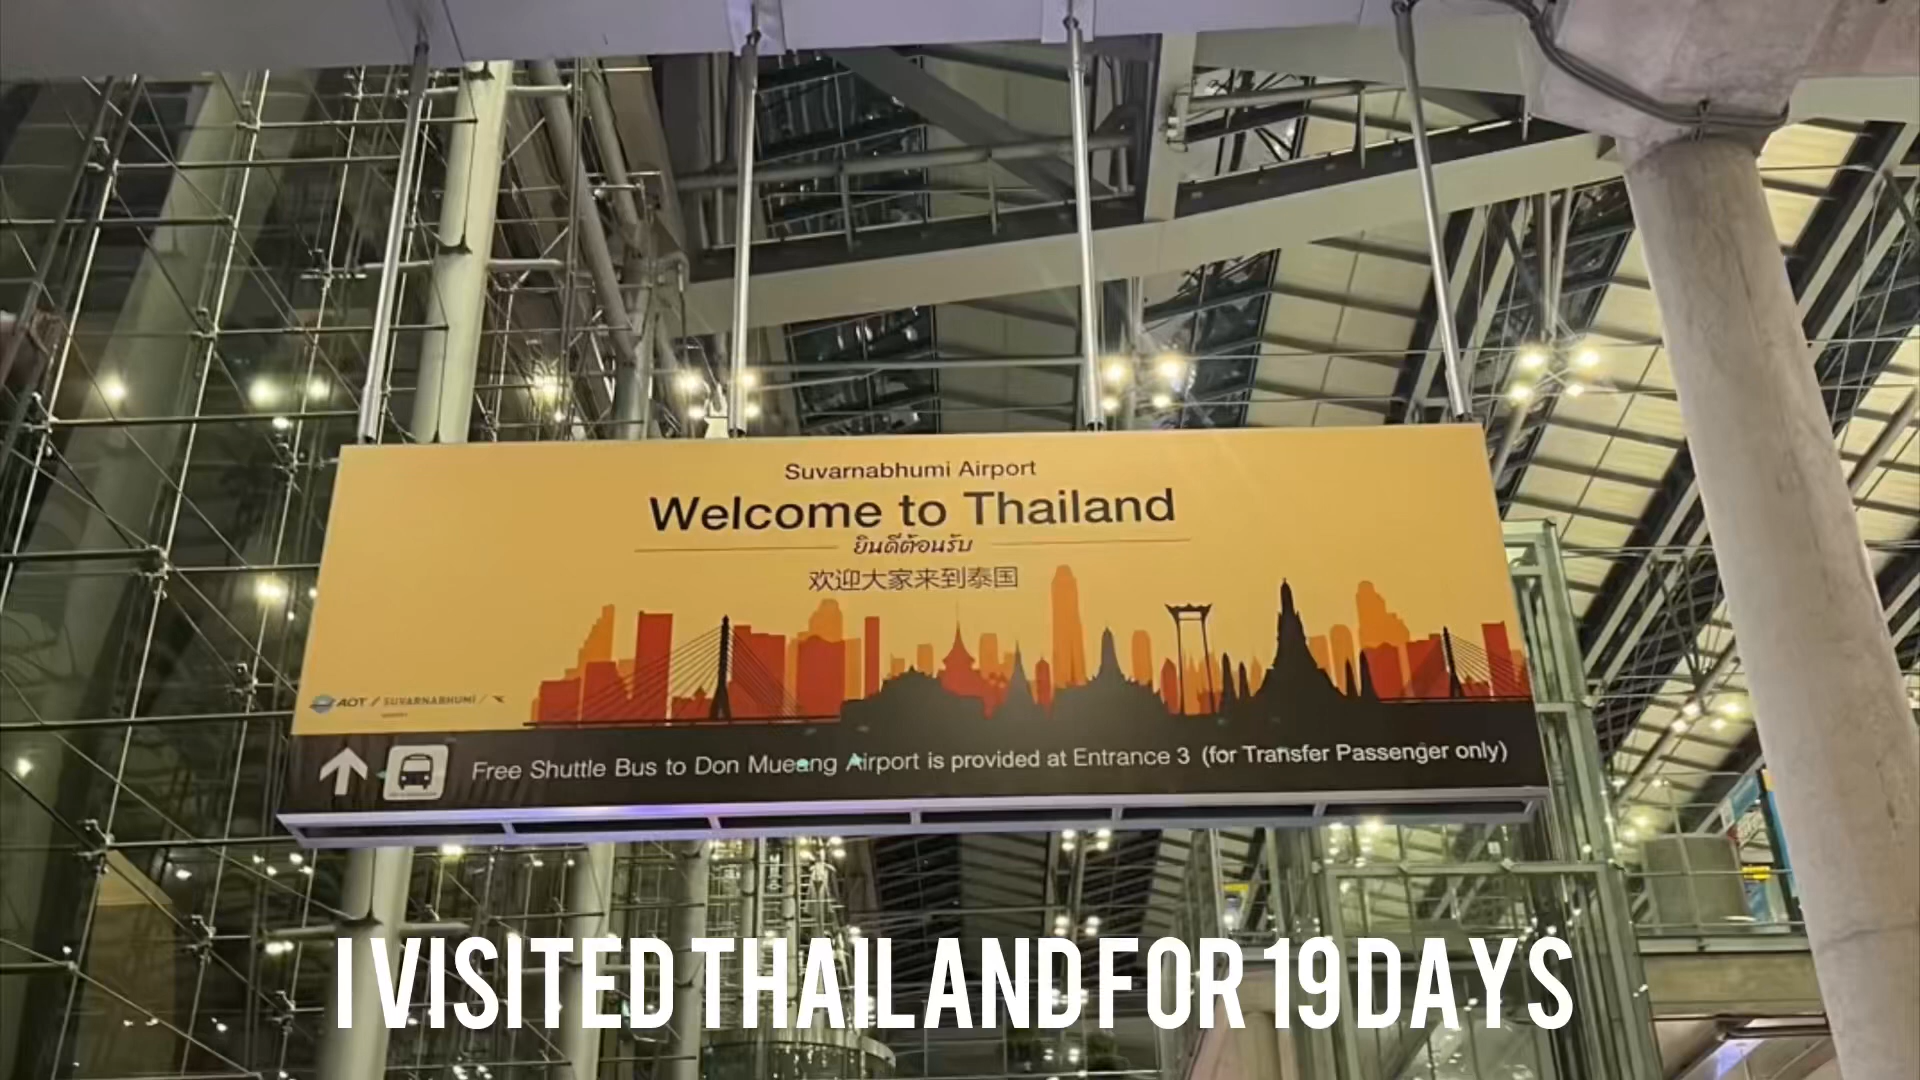 Suvarnabhumi Airport
Welcome to Thailand
ยินดีต้อนรับ
欢迎大家来到泰国
AOT / SUVARNABHUMI /
Free Shuttle Bus to Don Mueang Airport is provided at Entrance 3 (for Transfer Passenger only)
I VISITED THAILAND FOR 19 DAYS